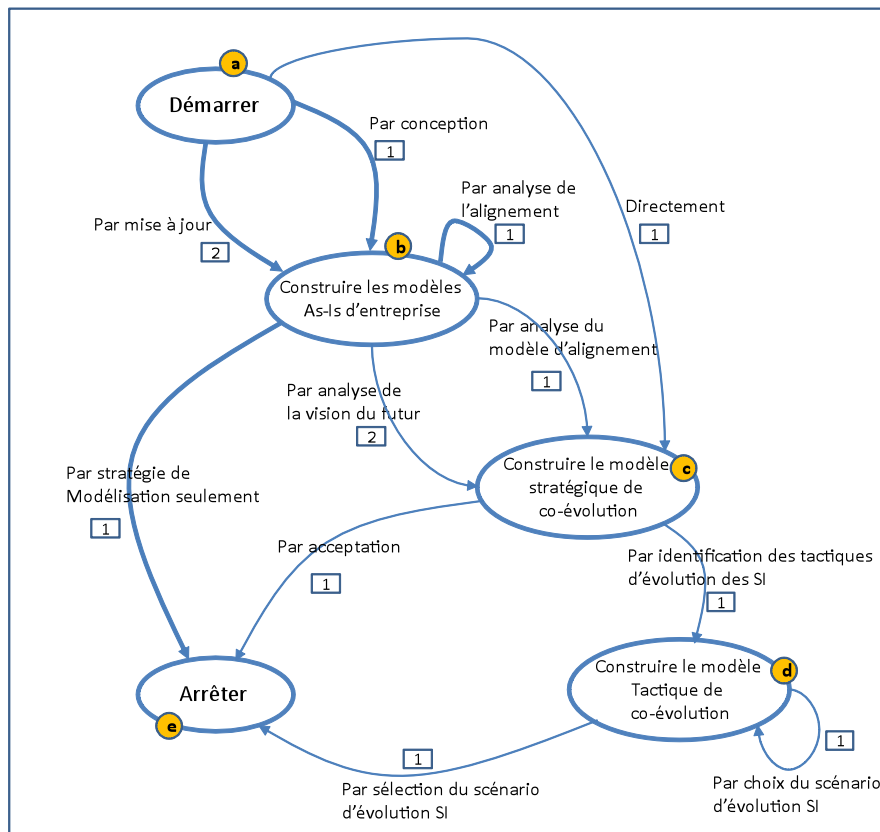 a
Démarrer
Par conception
1
Par analyse de
l'alignement
1
Directement
1
Par mise à jour
2
b
Construire les modèles
As-Is d'entreprise
Par analyse du
modèle d'alignement
1
Par analyse de
la vision du futur
2
c
Construire le modèle
stratégique de
co-évolution
Par stratégie de
Modélisation seulement
1
Par acceptation
1
Par identification des tactiques
d'évolution des SI
1
d
Construire le modèle
Tactique de
co-évolution
Arrêter
e
1
Par sélection du scénario
d'évolution SI
1
Par choix du scénario
d'évolution SI